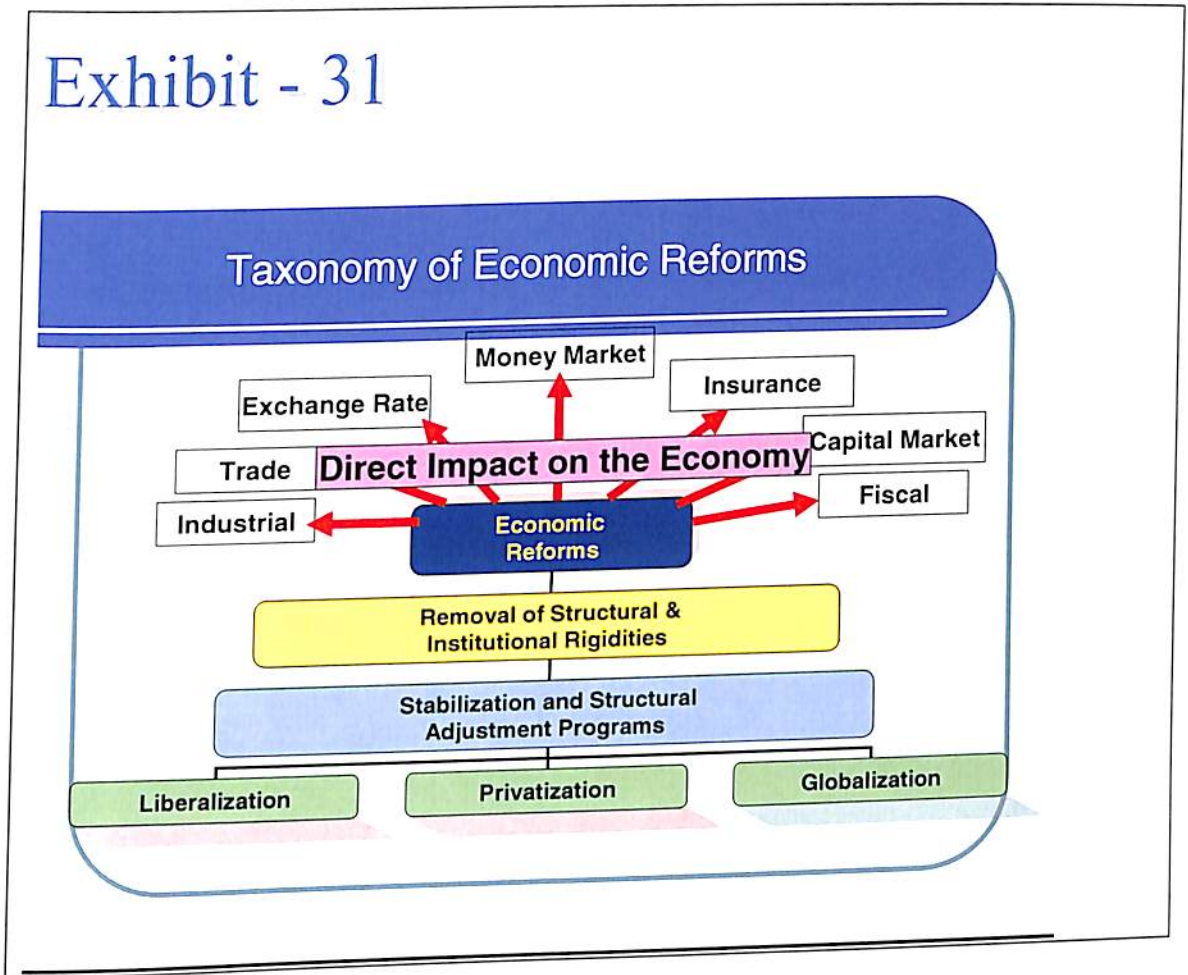 Exhibit - 31
Taxonomy of Economic Reforms
Money Market
Insurance
Exchange Rate
Capital Market
Trade
Direct Impact on the Economy
Fiscal
Industrial
Economic
Reforms
Removal of Structural &
Institutional Rigidities
Stabilization and Structural
Adjustment Programs
Liberalization
Privatization
Globalization